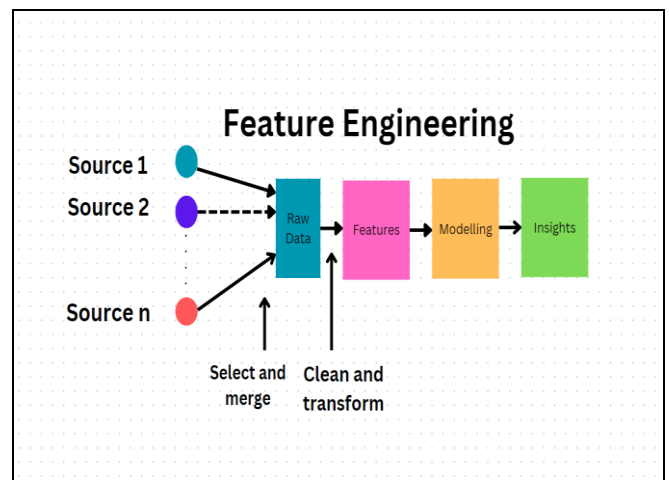 Feature Engineering
Source 1
Source 2
Source n
Raw
Data
Features
Modelling
Insights
Select and
merge
Clean and
transform